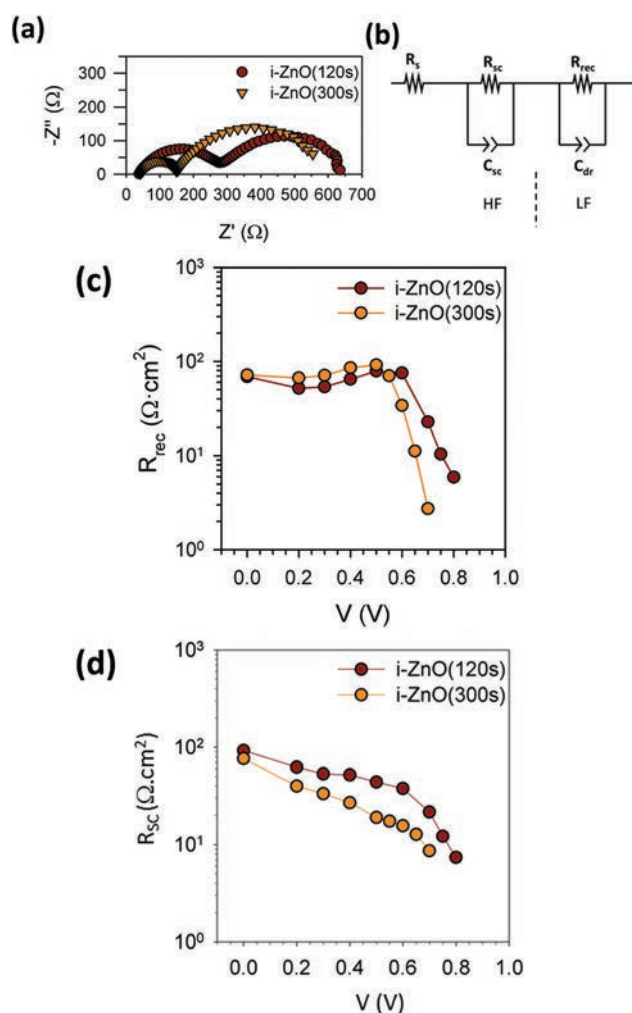 (a)
i-ZnO(120s)
i-ZnO(300s)
-Z'' (Ω)
300
200
100
0
0 100 200 300 400 500 600 700
Z' (Ω)
(b)
Rs Rsc Rrec
Csc Cdr
HF LF
(c)
i-ZnO(120s)
i-ZnO(300s)
Rrec (Ω·cm²)
10³
10²
10¹
10⁰
0.0 0.2 0.4 0.6 0.8 1.0
V (V)
(d)
i-ZnO(120s)
i-ZnO(300s)
RSC (Ω.cm²)
10³
10²
10¹
10⁰
0.0 0.2 0.4 0.6 0.8 1.0
V (V)